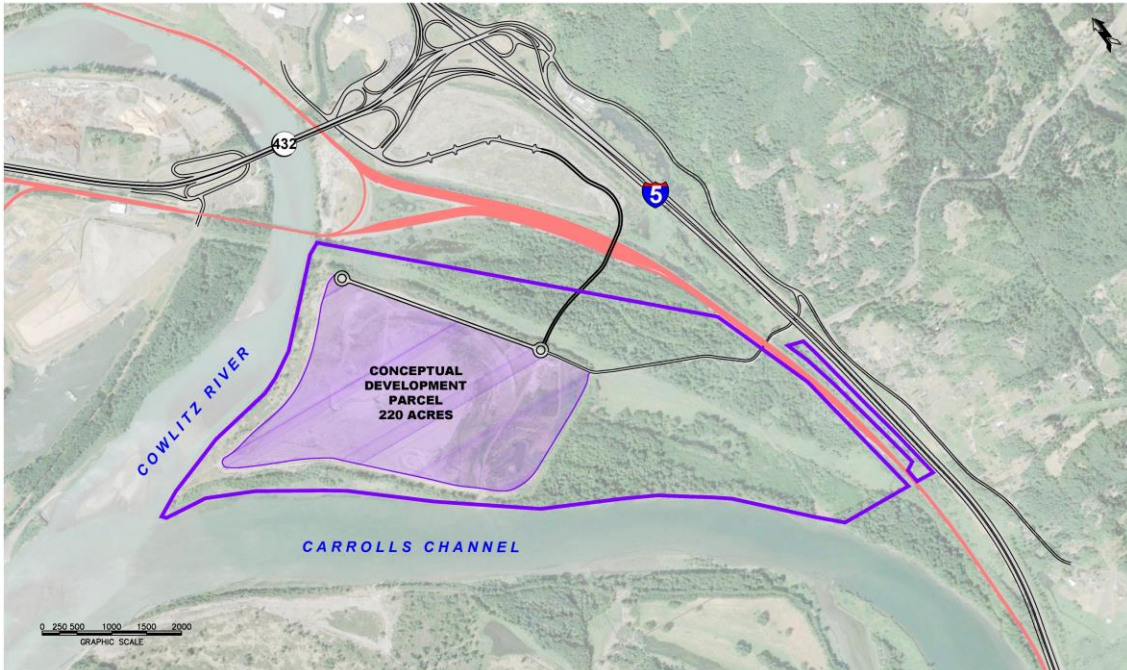 432
5
CONCEPTUAL
DEVELOPMENT
PARCEL
220 ACRES
COWLITZ RIVER
CARROLLS CHANNEL
0 250 500 1000 1500 2000
GRAPHIC SCALE